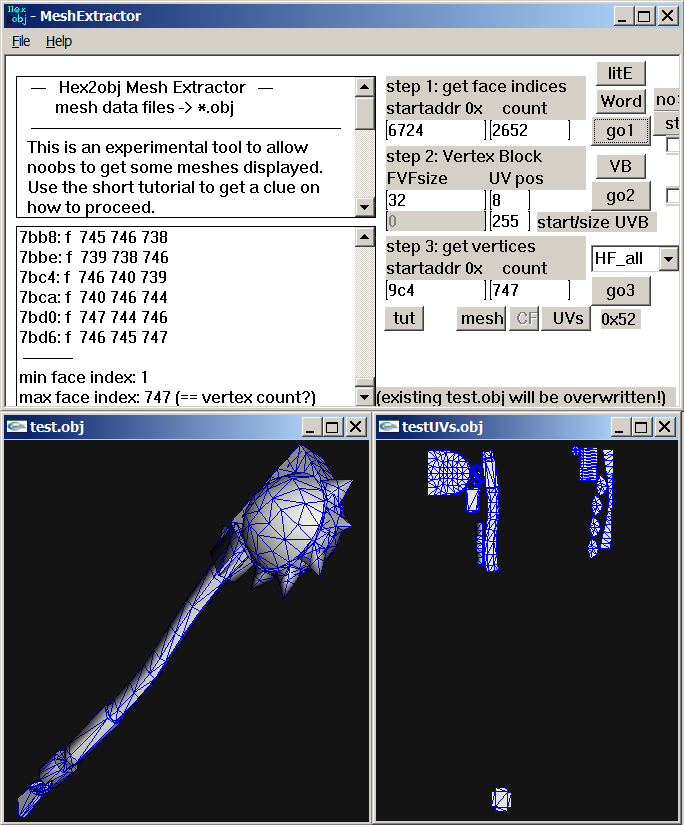 Hex obj - MeshExtractor
File Help
— Hex2obj Mesh Extractor —
mesh data files -> *.obj
This is an experimental tool to allow
noobs to get some meshes displayed.
Use the short tutorial to get a clue on
how to proceed.
7bb8: f 745 746 738
7bbe: f 739 738 746
7bc4: f 746 740 739
7bca: f 740 746 744
7bd0: f 747 744 746
7bd6: f 746 745 747
min face index: 1
max face index: 747 (== vertex count?)
step 1: get face indices
startaddr 0x count
6724 2652
litE
Word
go1
no
st
step 2: Vertex Block
FVFsize UV pos
32 8
0 255 start/size UVB
VB
go2
step 3: get vertices
startaddr 0x count
9c4 747
HF_all
go3
tut mesh CF UVs 0x52
(existing test.obj will be overwritten!)
test.obj
testUVs.obj